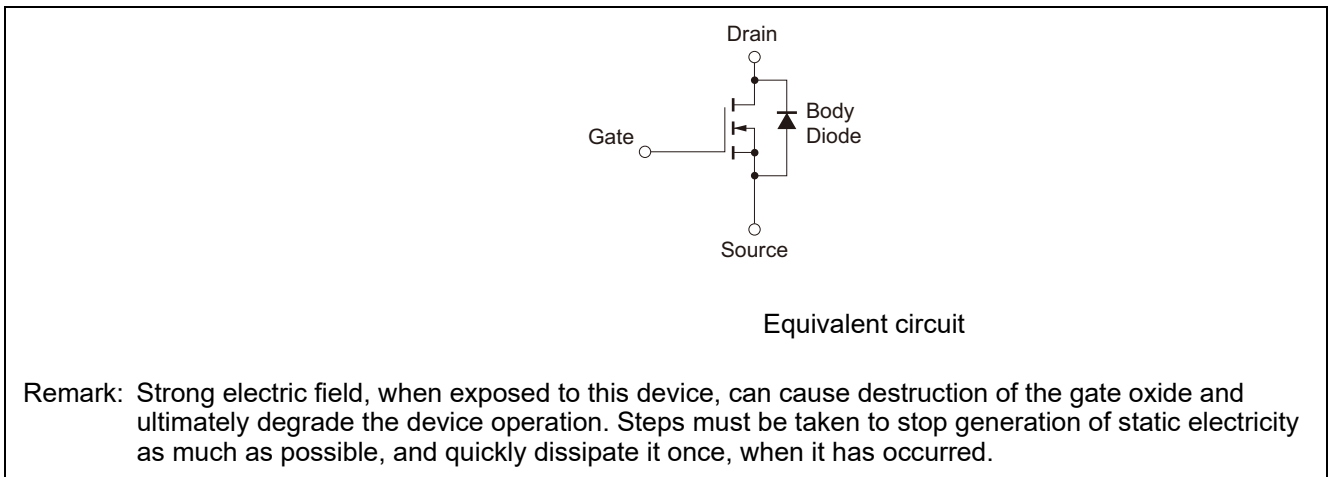 Drain
Body
Diode
Gate
Source
Equivalent circuit
Remark: Strong electric field, when exposed to this device, can cause destruction of the gate oxide and
ultimately degrade the device operation. Steps must be taken to stop generation of static electricity
as much as possible, and quickly dissipate it once, when it has occurred.